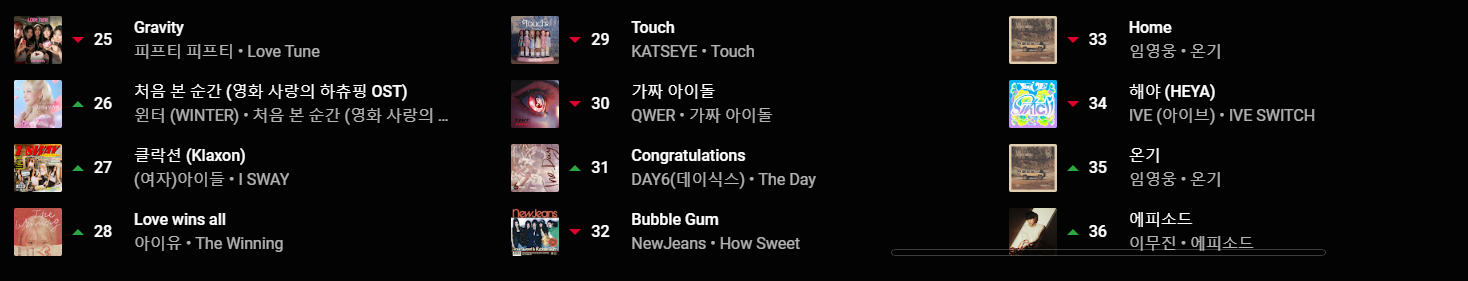 25
Gravity
피프티 피프티 • Love Tune
26
처음 본 순간 (영화 사랑의 하츄핑 OST)
윈터 (WINTER) • 처음 본 순간 (영화 사랑의 ...
27
클락션 (Klaxon)
(여자)아이들 • I SWAY
28
Love wins all
아이유 • The Winning
29
Touch
KATSEYE • Touch
30
가짜 아이돌
QWER • 가짜 아이돌
31
Congratulations
DAY6(데이식스) • The Day
32
Bubble Gum
NewJeans • How Sweet
33
Home
임영웅 • 온기
34
해야 (HEYA)
IVE (아이브) • IVE SWITCH
35
온기
임영웅 • 온기
36
에피소드
이무진 • 에피소드